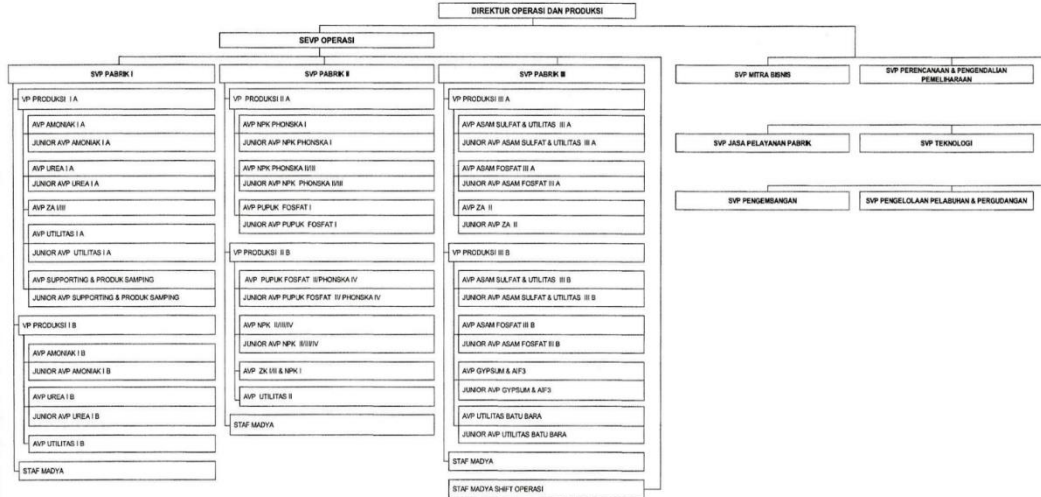 DIREKTUR OPERASI DAN PRODUKSI
SEVP OPERASI
SVP PABRIK I
VP PRODUKSI I A
AVP AMONIAK I A
JUNIOR AVP AMONIAK I A
AVP UREA I A
JUNIOR AVP UREA I A
AVP ZA I/III
AVP UTILITAS I A
JUNIOR AVP UTILITAS I A
AVP SUPPORTING & PRODUK SAMPING
JUNIOR AVP SUPPORTING & PRODUK SAMPING
VP PRODUKSI I B
AVP AMONIAK I B
JUNIOR AVP AMONIAK I B
AVP UREA I B
JUNIOR AVP UREA I B
AVP UTILITAS I B
STAF MADYA
SVP PABRIK II
VP PRODUKSI II A
AVP NPK PHONSKA I
JUNIOR AVP NPK PHONSKA I
AVP NPK PHONSKA II/III
JUNIOR AVP NPK PHONSKA II/III
AVP PUPUK FOSFAT I
JUNIOR AVP PUPUK FOSFAT I
VP PRODUKSI II B
AVP PUPUK FOSFAT II/PHONSKA IV
JUNIOR AVP PUPUK FOSFAT II/ PHONSKA IV
AVP NPK II/III/IV
JUNIOR AVP NPK II/III/IV
AVP ZK I/II & NPK I
AVP UTILITAS II
STAF MADYA
SVP PABRIK III
VP PRODUKSI III A
AVP ASAM SULFAT & UTILITAS III A
JUNIOR AVP ASAM SULFAT & UTILITAS III A
AVP ASAM FOSFAT III A
JUNIOR AVP ASAM FOSFAT III A
AVP ZA II
JUNIOR AVP ZA II
VP PRODUKSI III B
AVP ASAM SULFAT & UTILITAS III B
JUNIOR AVP ASAM SULFAT & UTILITAS III B
AVP ASAM FOSFAT III B
JUNIOR AVP ASAM FOSFAT III B
AVP GYPSUM & AlF3
JUNIOR AVP GYPSUM & AlF3
AVP UTILITAS BATU BARA
JUNIOR AVP UTILITAS BATU BARA
STAF MADYA
STAF MADYA SHIFT OPERASI
SVP MITRA BISNIS
SVP PERENCANAAN & PENGENDALIAN
PEMELIHARAAN
SVP JASA PELAYANAN PABRIK
SVP TEKNOLOGI
SVP PENGEMBANGAN
SVP PENGELOLAAN PELABUHAN & PERGUDANGAN